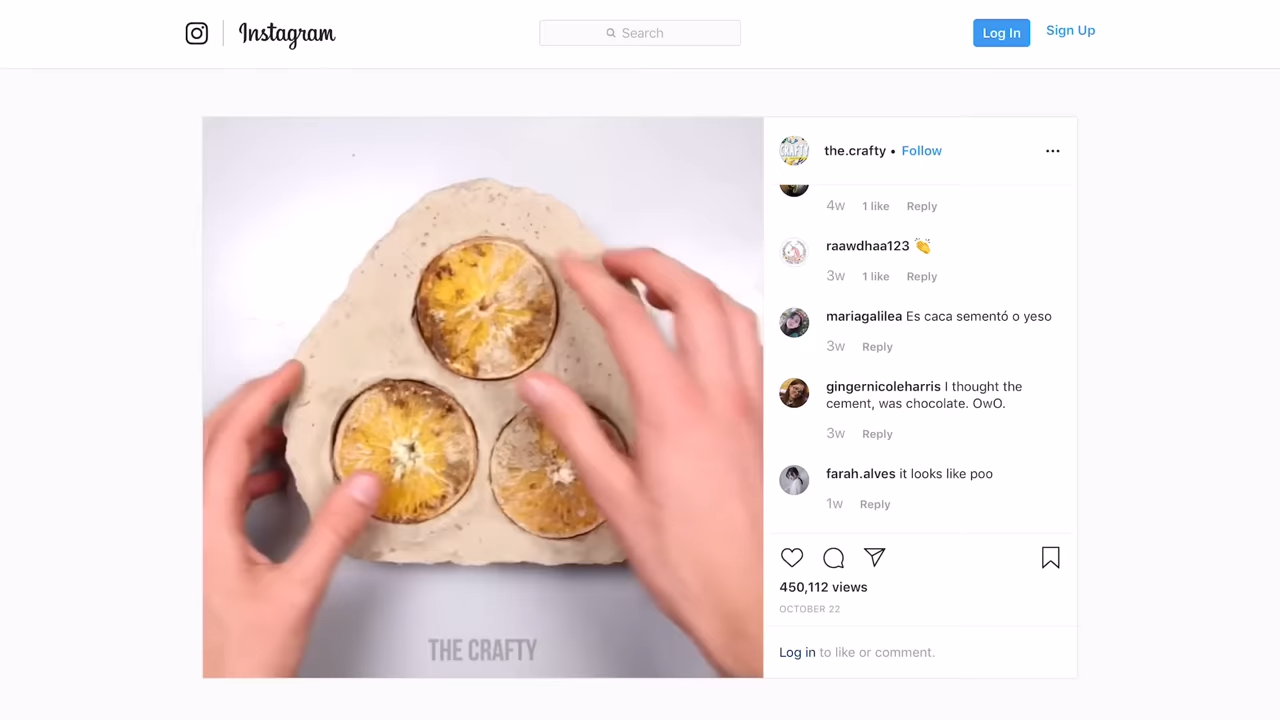 Instagram
Search
Log In
Sign Up
CRAFTY
the.crafty • Follow
4w 1 like Reply
raawdhaa123 👏
3w 1 like Reply
mariagalilea Es caca sementó o yeso
3w Reply
gingernicoleharris I thought the
cement, was chocolate. OwO.
3w Reply
farah.alves it looks like poo
1w Reply
450,112 views
OCTOBER 22
Log in to like or comment.
THE CRAFTY